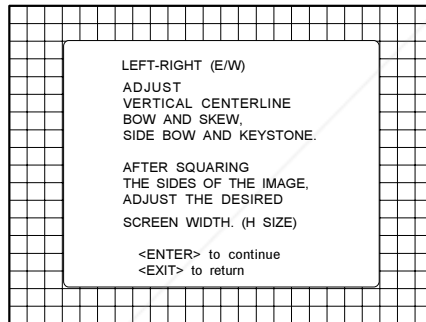 LEFT-RIGHT (E/W)
ADJUST
VERTICAL CENTERLINE
BOW AND SKEW,
SIDE BOW AND KEYSTONE.
AFTER SQUARING
THE SIDES OF THE IMAGE,
ADJUST THE DESIRED
SCREEN WIDTH. (H SIZE)
<ENTER> to continue
<EXIT> to return